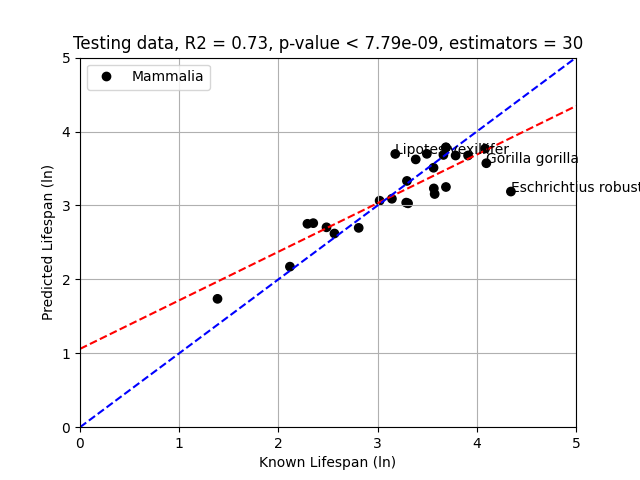 Testing data, R2 = 0.73, p-value < 7.79e-09, estimators = 30
Mammalia
Predicted Lifespan (ln)
5
4
3
2
1
0
Lipotes vexillifer
Gorilla gorilla
Eschrichtius robust
0 1 2 3 4 5
Known Lifespan (ln)